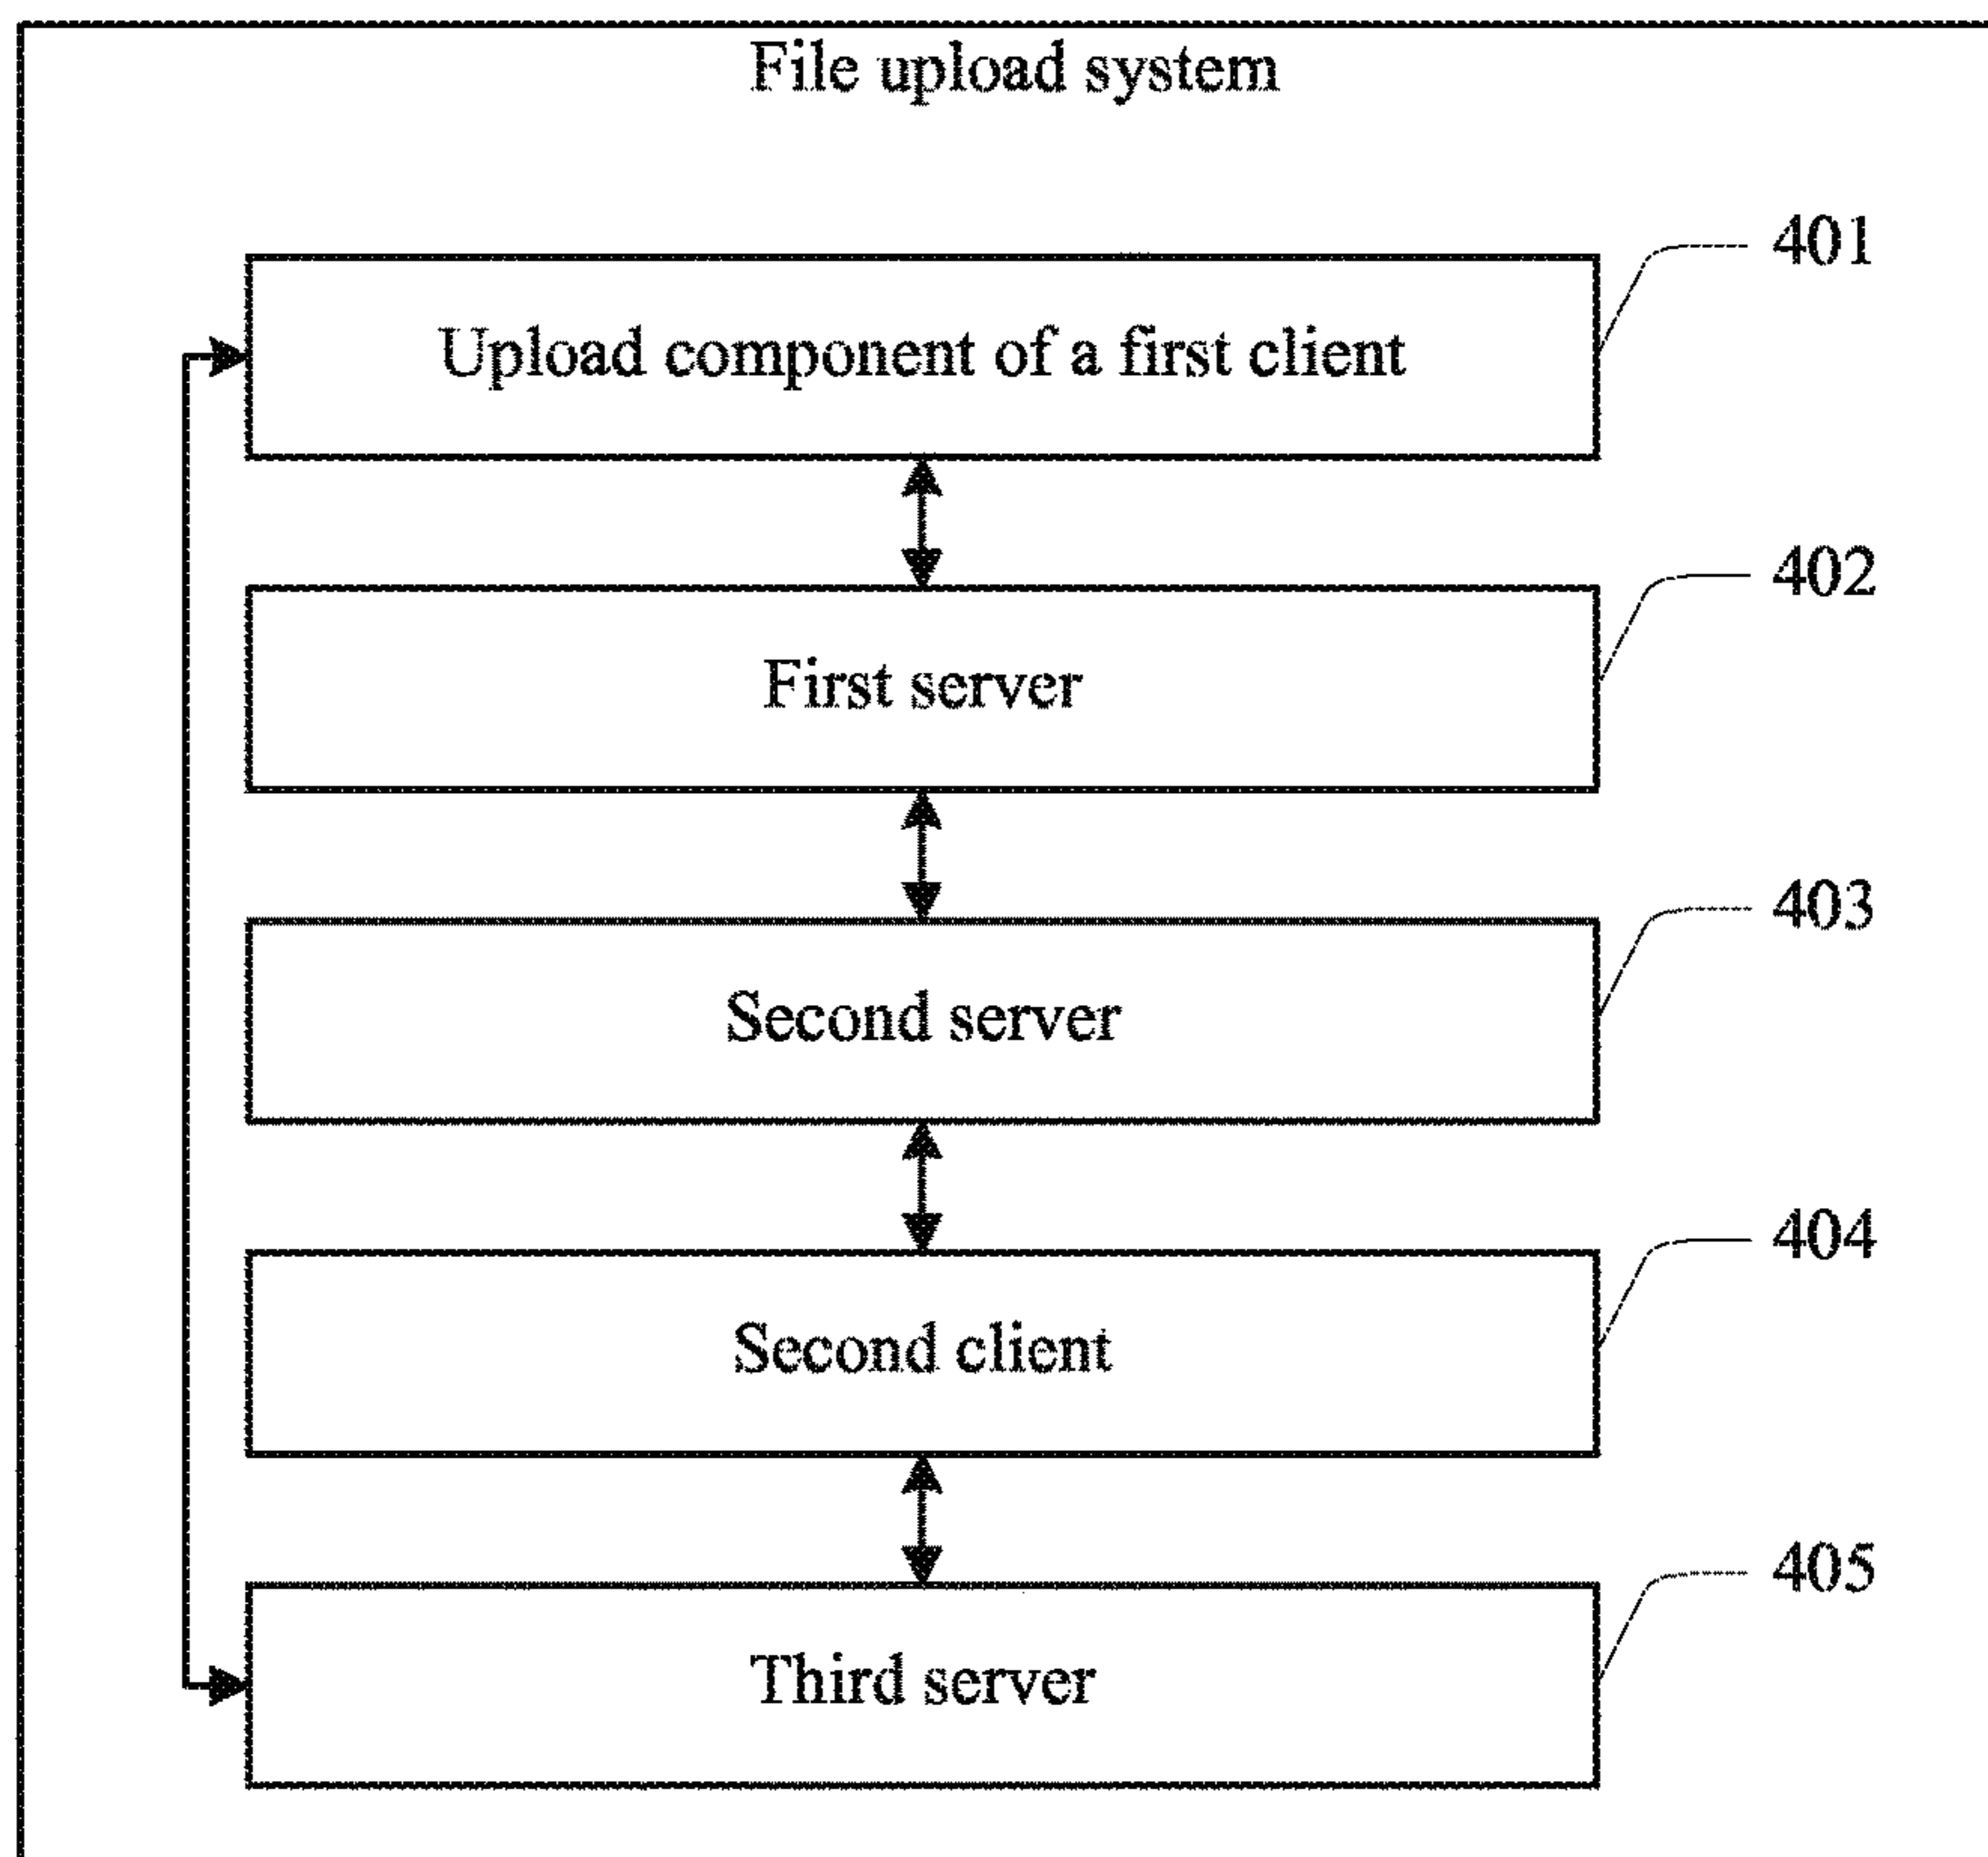 File upload system
401
Upload component of a first client
402
First server
403
Second server
404
Second client
405
Third server